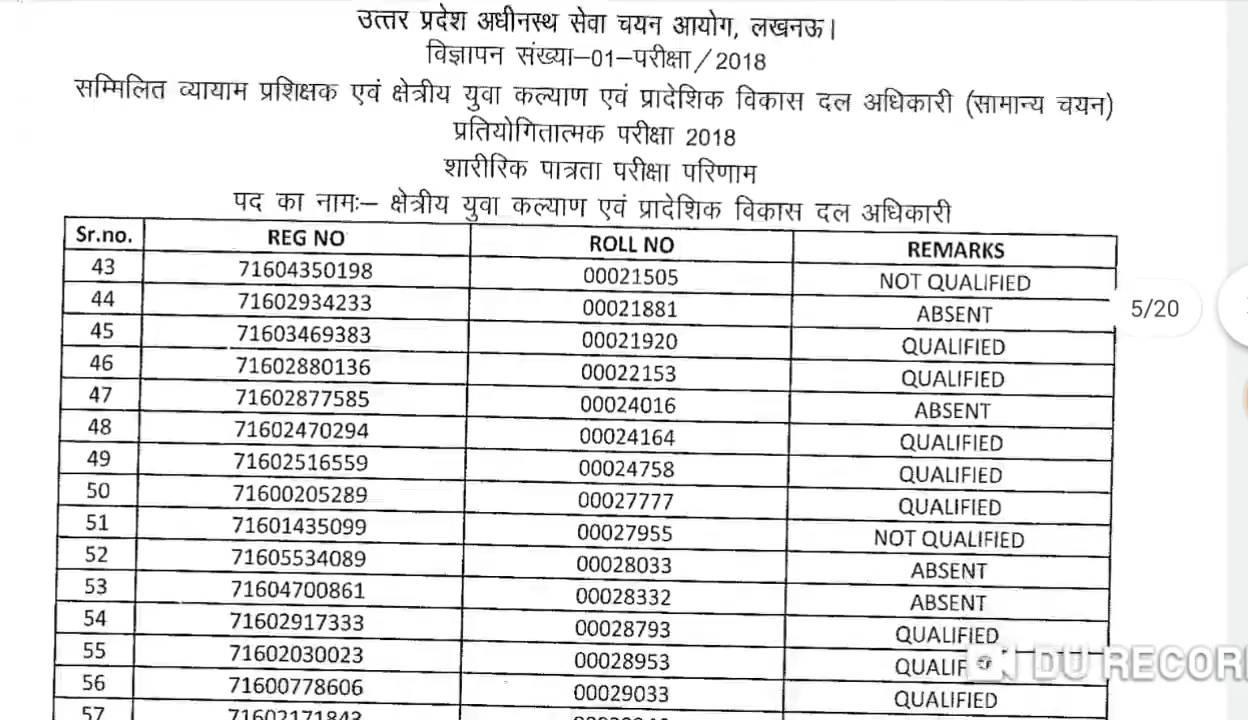 उत्तर प्रदेश अधीनस्थ सेवा चयन आयोग, लखनऊ।
विज्ञापन संख्या–01–परीक्षा/2018
सम्मिलित व्यायाम प्रशिक्षक एवं क्षेत्रीय युवा कल्याण एवं प्रादेशिक विकास दल अधिकारी (सामान्य चयन)
प्रतियोगितात्मक परीक्षा 2018
शारीरिक पात्रता परीक्षा परिणाम
पद का नामः– क्षेत्रीय युवा कल्याण एवं प्रादेशिक विकास दल अधिकारी
Sr.no. REG NO ROLL NO REMARKS
43 71604350198 00021505 NOT QUALIFIED
44 71602934233 00021881 ABSENT
5/20
45 71603469383 00021920 QUALIFIED
46 71602880136 00022153 QUALIFIED
47 71602877585 00024016 ABSENT
48 71602470294 00024164 QUALIFIED
49 71602516559 00024758 QUALIFIED
50 71600205289 00027777 QUALIFIED
51 71601435099 00027955 NOT QUALIFIED
52 71605534089 00028033 ABSENT
53 71604700861 00028332 ABSENT
54 71602917333 00028793 QUALIFIED
55 71602030023 00028953 QUALIF
DU RECOR
56 71600778606 00029033 QUALIFIED
57 71602171843